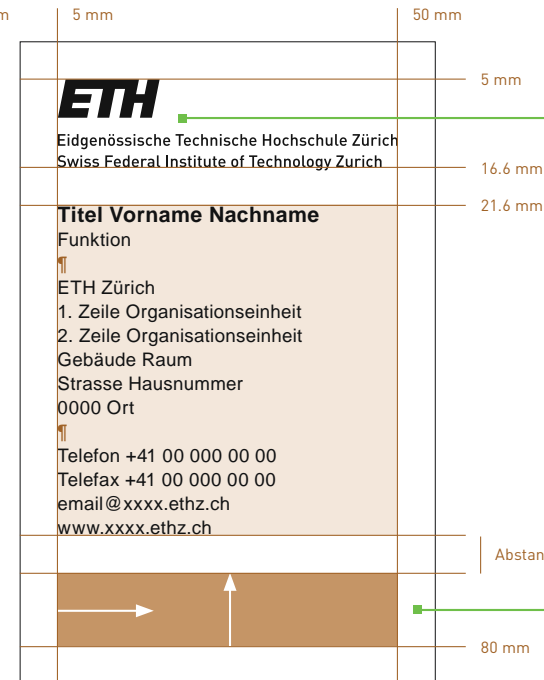 m 5 mm 50 mm
ETH
5 mm
Eidgenössische Technische Hochschule Zürich
Swiss Federal Institute of Technology Zurich
16.6 mm
21.6 mm
Titel Vorname Nachname
Funktion
¶
ETH Zürich
1. Zeile Organisationseinheit
2. Zeile Organisationseinheit
Gebäude Raum
Strasse Hausnummer
0000 Ort
¶
Telefon +41 00 000 00 00
Telefax +41 00 000 00 00
email@xxxx.ethz.ch
www.xxxx.ethz.ch
Abstan
80 mm